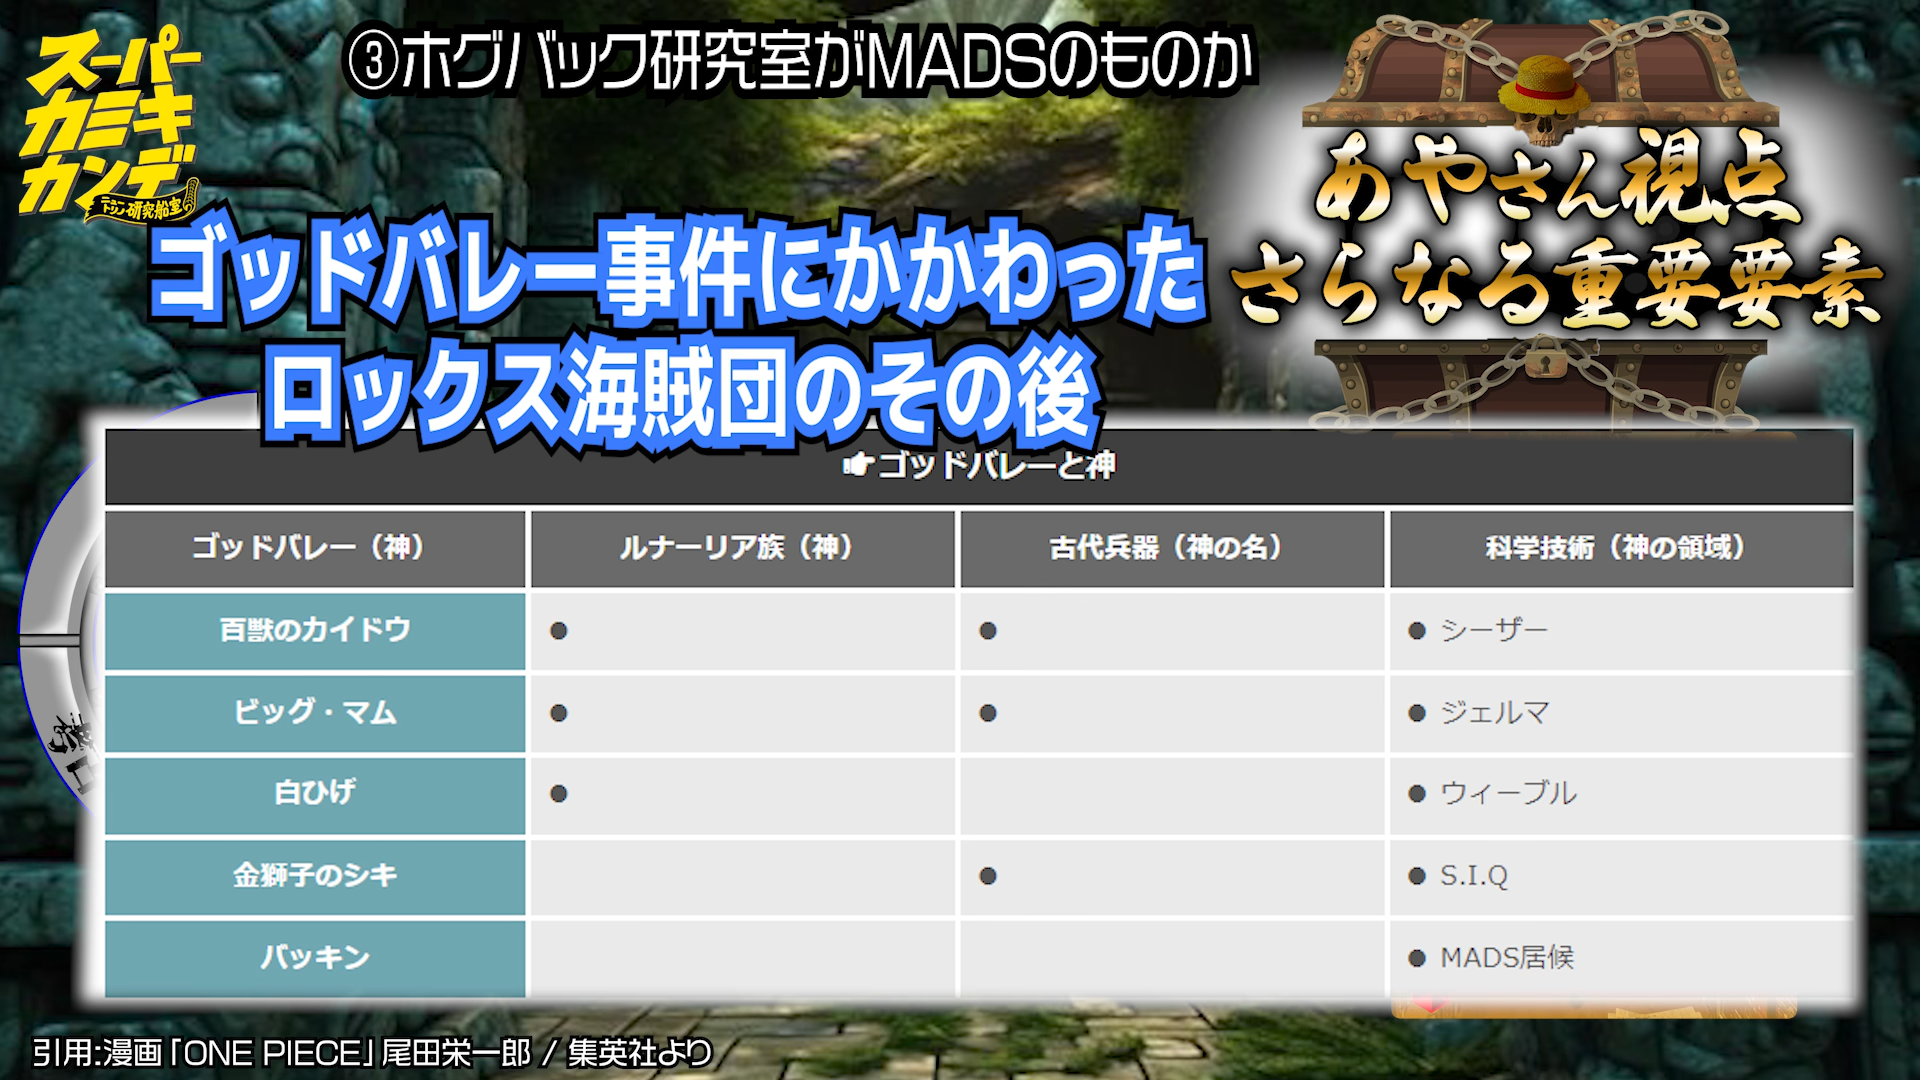 スーパー
カミキ
カンデ
③ホグバック研究室がMADSのものか
あやさん視点
さらなる重要要素
ゴッドバレー事件にかかわった
ロックス海賊団のその後
☛ゴッドバレーと神
ゴッドバレー（神） ルナーリア族（神） 古代兵器（神の名） 科学技術（神の領域）
百獣のカイドウ ● ● ● シーザー
ビッグ・マム ● ● ● ジェルマ
白ひげ ● ● ウィーブル
金獅子のシキ ● ● S.I.Q
バッキン ● MADS居候
引用:漫画「ONE PIECE」尾田栄一郎 / 集英社より